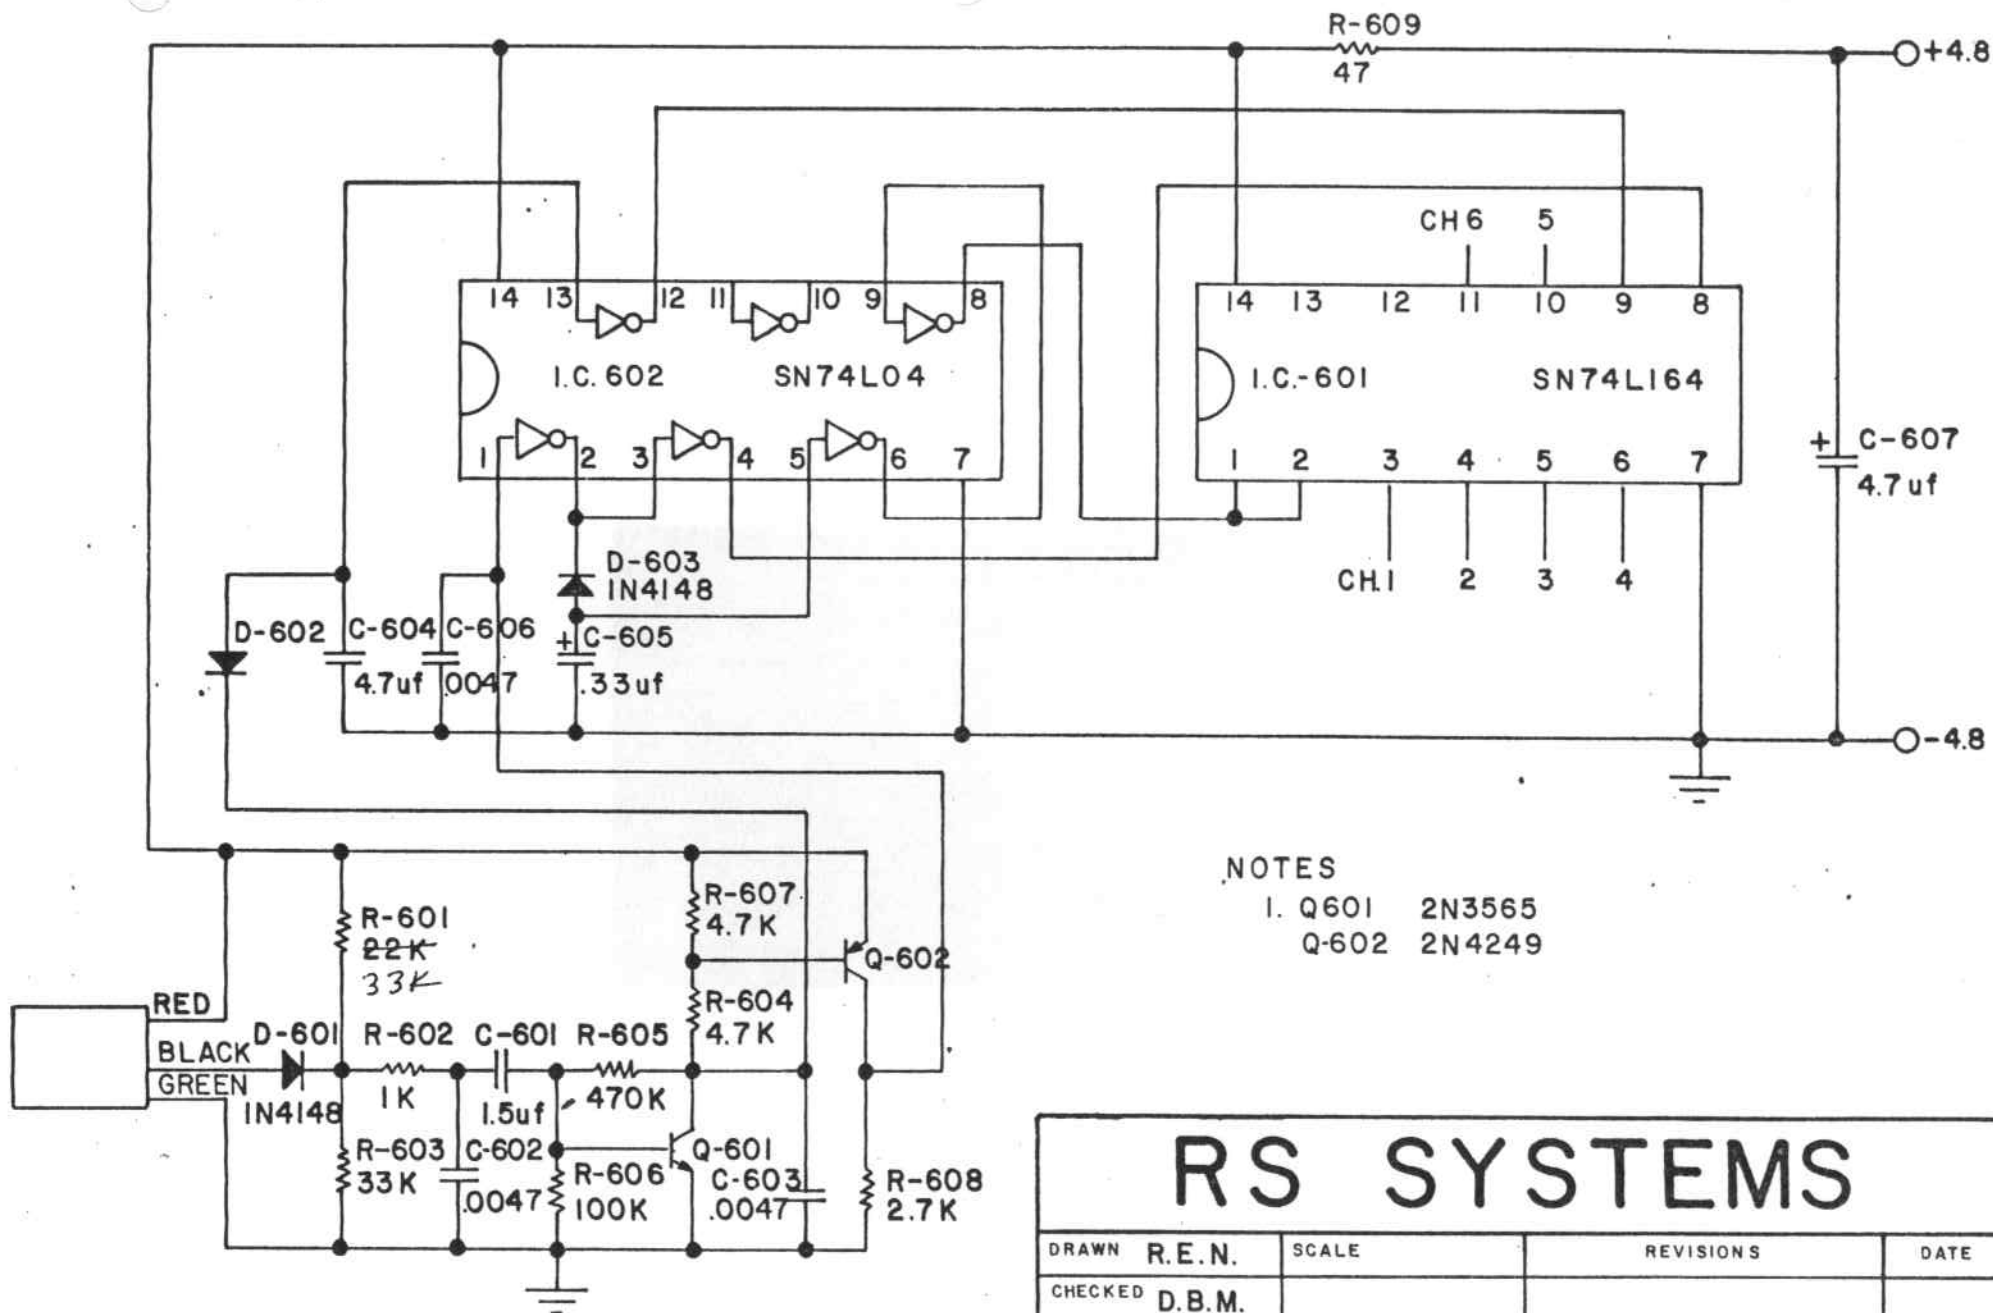 R-609
47
+4.8
CH 6 5
14 13 12 11 10 9 8
I.C. 602 SN74L04
1 2 3 4 5 6 7
14 13 12 11 10 9 8
I.C.-601 SN74L164
1 2 3 4 5 6 7
CH.1 2 3 4
+ C-607
4.7uf
D-603
1N4148
D-602
C-604
4.7uf
C-606
.0047
+ C-605
.33uf
-4.8
NOTES
1. Q601 2N3565
Q-602 2N4249
R-601
22K
33K
R-607
4.7K
Q-602
R-604
4.7K
RED
BLACK
GREEN
D-601
1N4148
R-602
1K
C-601
1.5uf
R-605
470K
R-603
33K
C-602
.0047
R-606
100K
Q-601
C-603
.0047
R-608
2.7K
RS SYSTEMS
DRAWN R.E.N. SCALE REVISIONS DATE
CHECKED D.B.M.